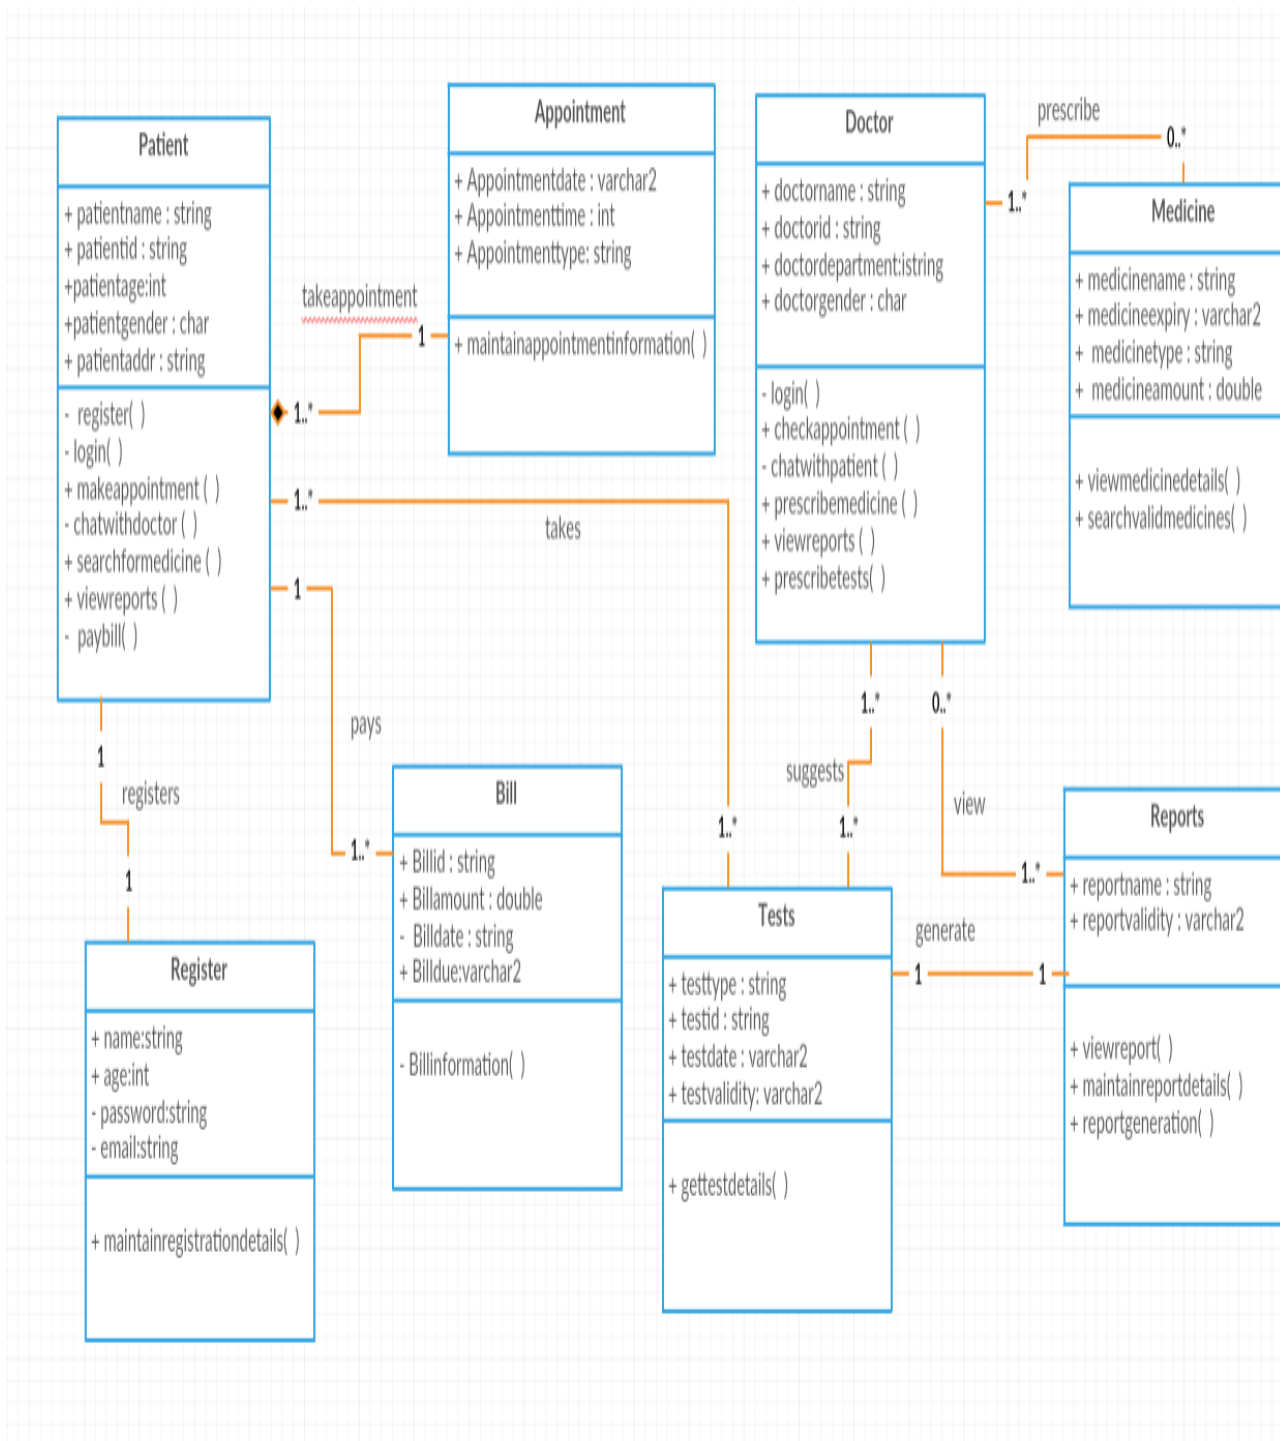 Patient
+ patientname : string
+ patientid : string
+patientage:int
+patientgender : char
+ patientaddr : string
- register( )
- login( )
+ makeappointment ( )
- chatwithdoctor ( )
+ searchformedicine ( )
+ viewreports ( )
- paybill( )
takeappointment
1..*
1
Appointment
+ Appointmentdate : varchar2
+ Appointmenttime : int
+ Appointmenttype: string
+ maintainappointmentinformation( )
Doctor
+ doctorname : string
+ doctorid : string
+ doctordepartment:istring
+ doctorgender : char
- login( )
+ checkappointment ( )
- chatwithpatient ( )
+ prescribemedicine ( )
+ viewreports ( )
+ prescribetests( )
prescribe
1..*
0..*
Medicine
+ medicinename : string
+ medicineexpiry : varchar2
+ medicinetype : string
+ medicineamount : double
+ viewmedicinedetails( )
+ searchvalidmedicines( )
1..*
takes
1..*
1
pays
1..*
1
registers
1
1..*
suggests
1..*
0..*
view
1..*
Register
+ name:string
+ age:int
- password:string
- email:string
+ maintainregistrationdetails( )
Bill
+ Billid : string
+ Billamount : double
- Billdate : string
+ Billdue:varchar2
- Billinformation( )
Tests
+ testtype : string
+ testid : string
+ testdate : varchar2
+ testvalidity: varchar2
+ gettestdetails( )
generate
1
1
Reports
+ reportname : string
+ reportvalidity : varchar2
+ viewreport( )
+ maintainreportdetails( )
+ reportgeneration( )